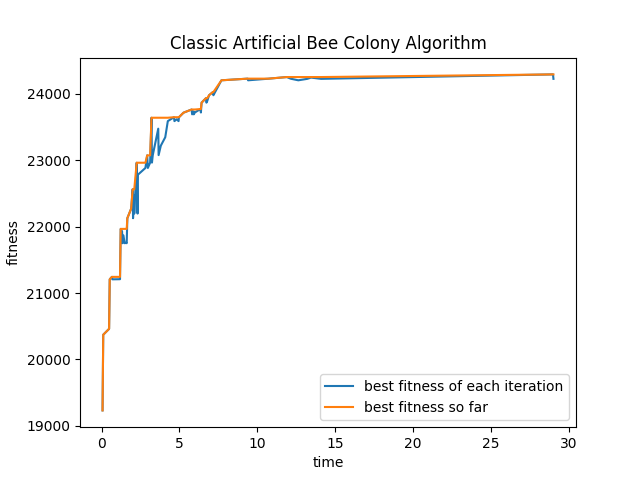 Classic Artificial Bee Colony Algorithm
24000
23000
22000
21000
20000
19000
fitness
0 5 10 15 20 25 30
time
best fitness of each iteration
best fitness so far